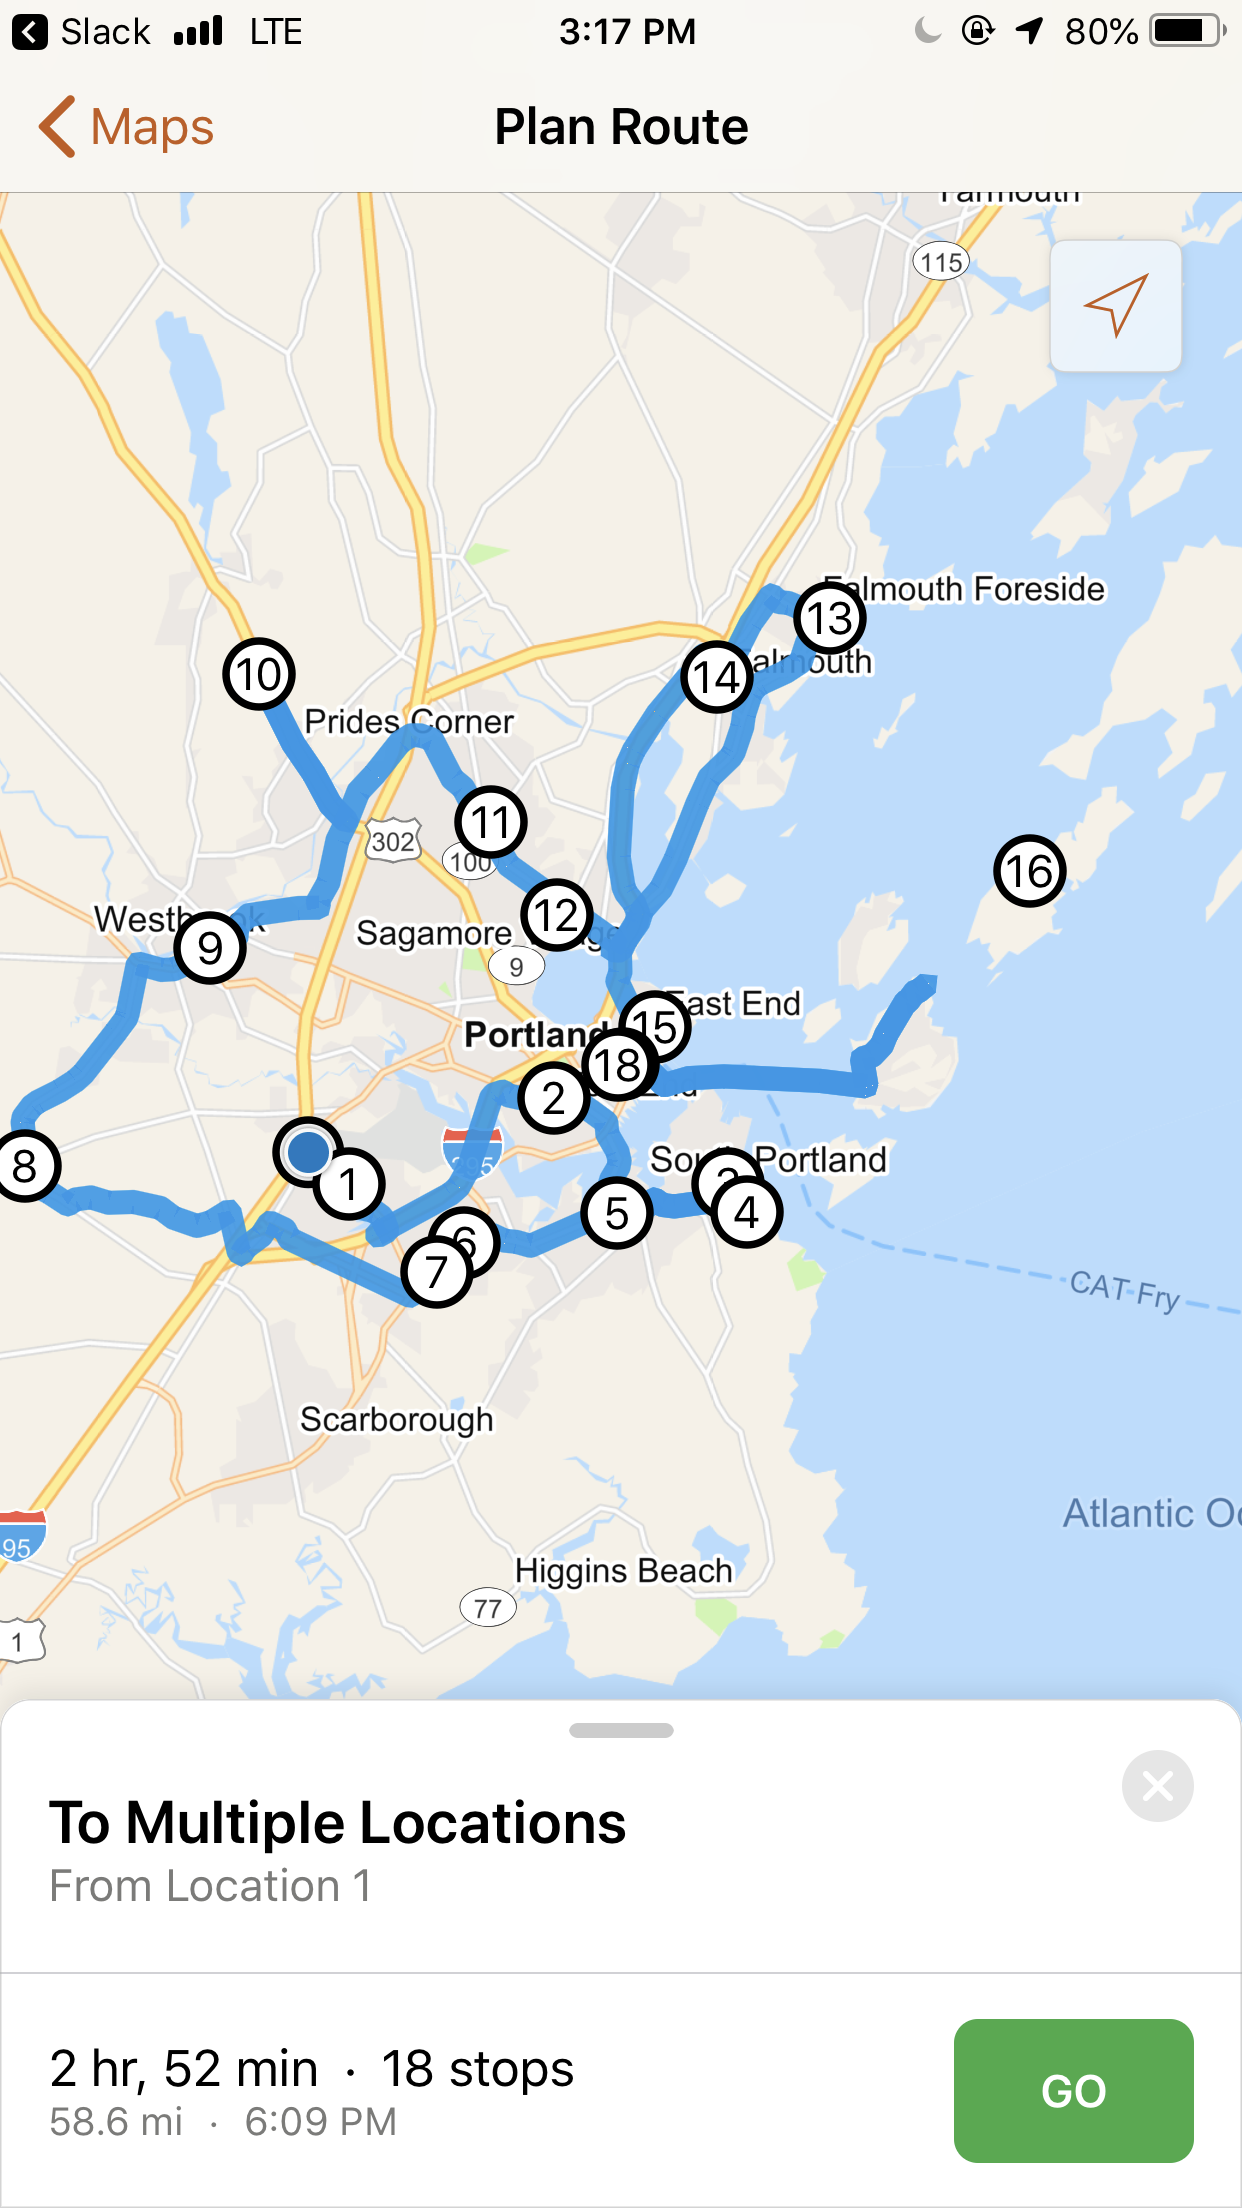 Slack LTE 3:17 PM 80%
Maps Plan Route
115
Falmouth Foreside
13
Falmouth
14
10
Prides Corner
11
302
100
16
12
Westbrook
Sagamore Village
9
9
East End
15
Portland
18
2
295
8
1
South Portland
3
4
5
6
7
CAT Fry
Scarborough
Atlantic Oc
95
Higgins Beach
77
1
To Multiple Locations
From Location 1
2 hr, 52 min · 18 stops
58.6 mi · 6:09 PM
GO